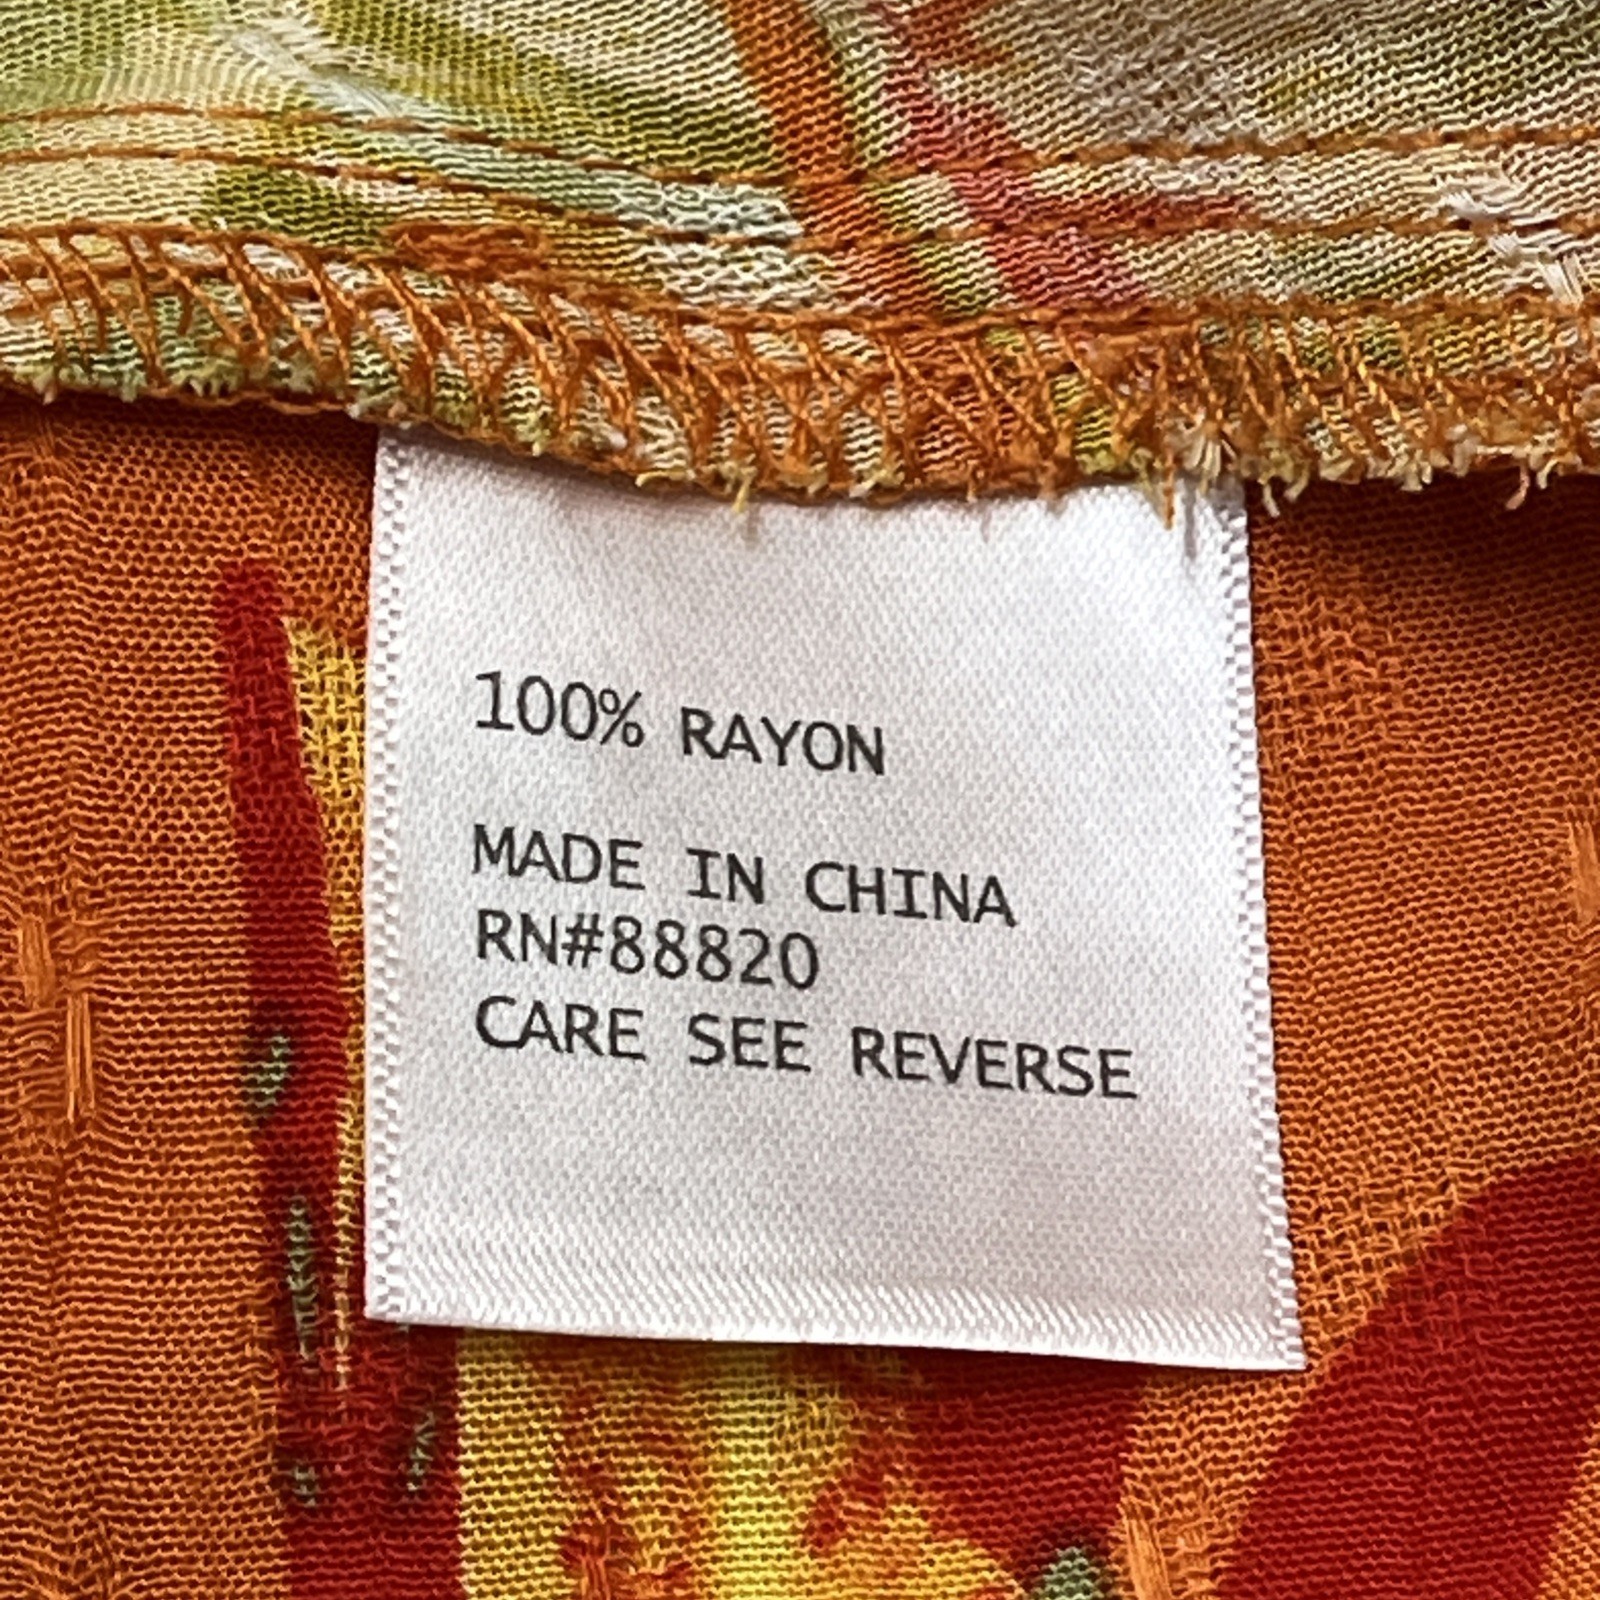 100% RAYON
MADE IN CHINA
RN#88820
CARE SEE REVERSE